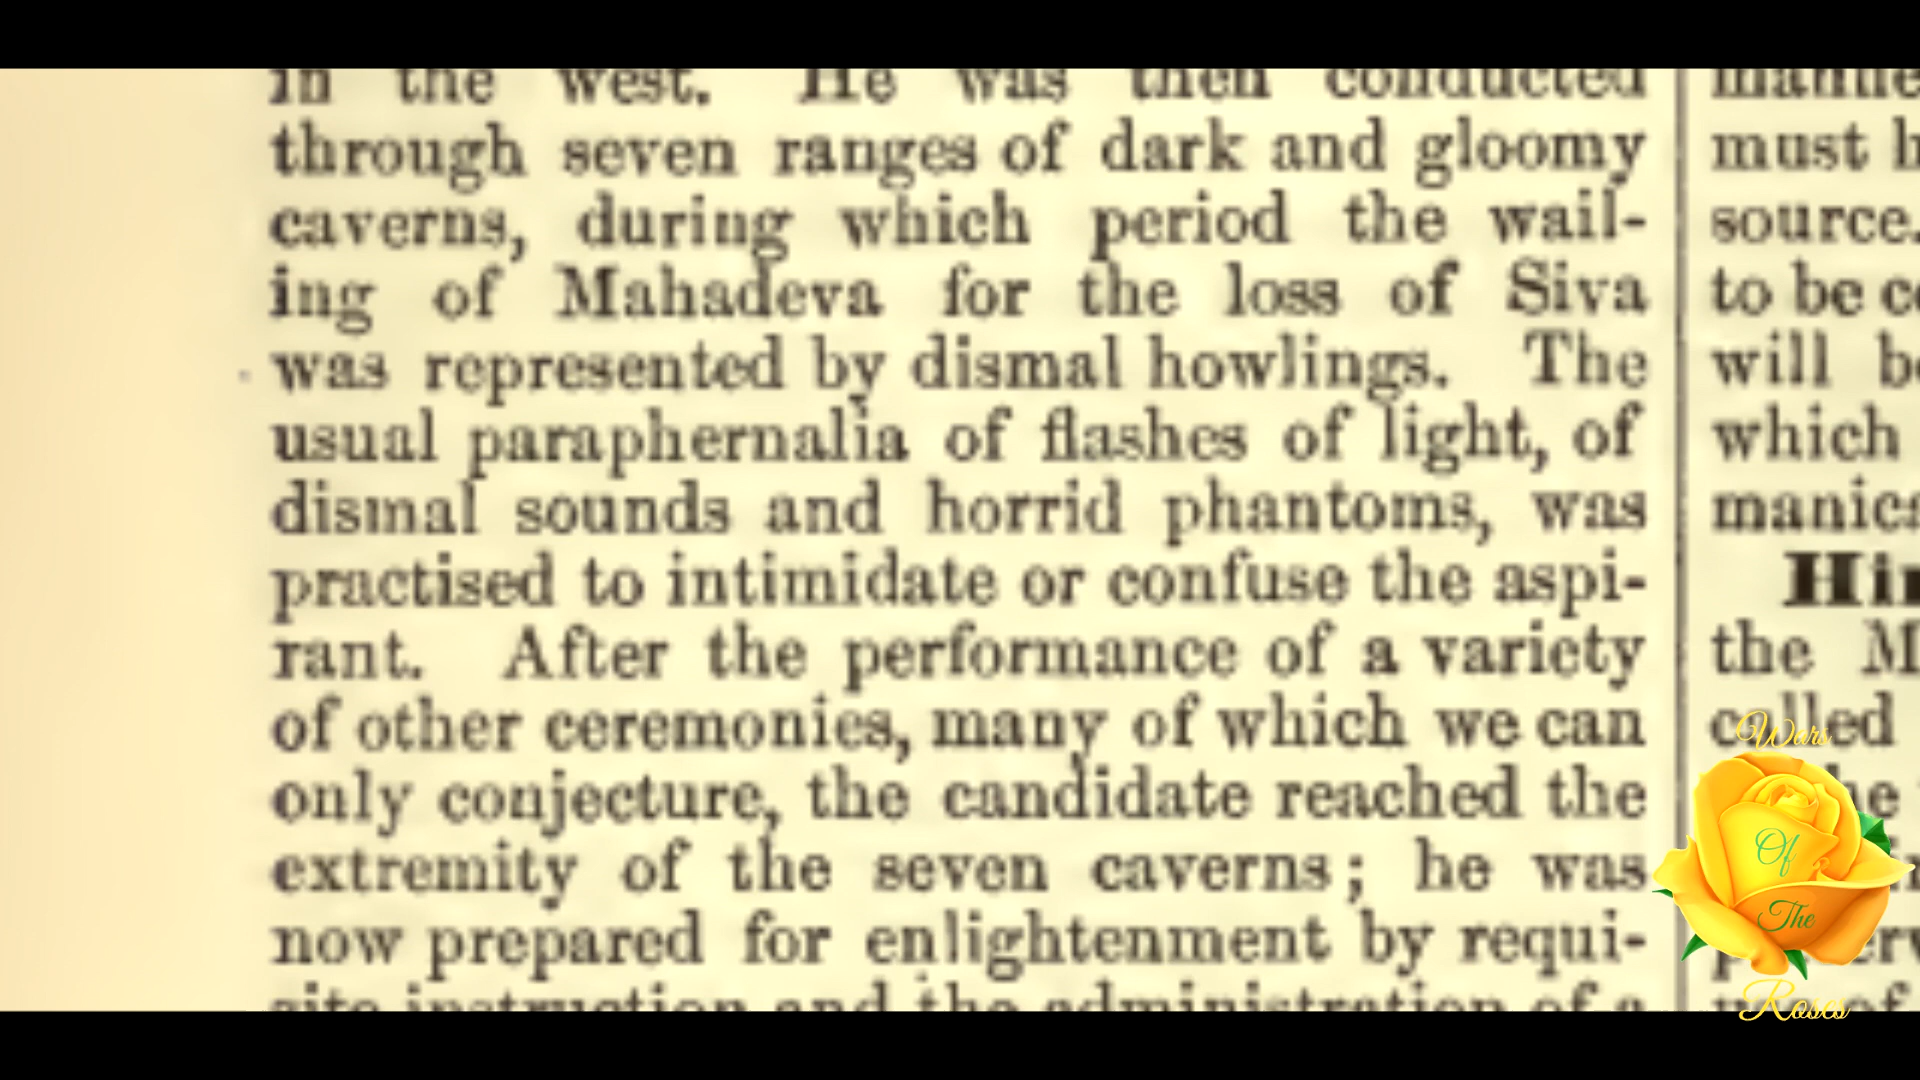 in the west. He was then conducted
through seven ranges of dark and gloomy
caverns, during which period the wail-
ing of Mahadeva for the loss of Siva
was represented by dismal howlings. The
usual paraphernalia of flashes of light, of
dismal sounds and horrid phantoms, was
practised to intimidate or confuse the aspi-
rant. After the performance of a variety
of other ceremonies, many of which we can
only conjecture, the candidate reached the
extremity of the seven caverns; he was
now prepared for enlightenment by requi-
site instruction and the administration of a
must
source.
to be
will
which
the
called
of
Wars
Of
The
Roses